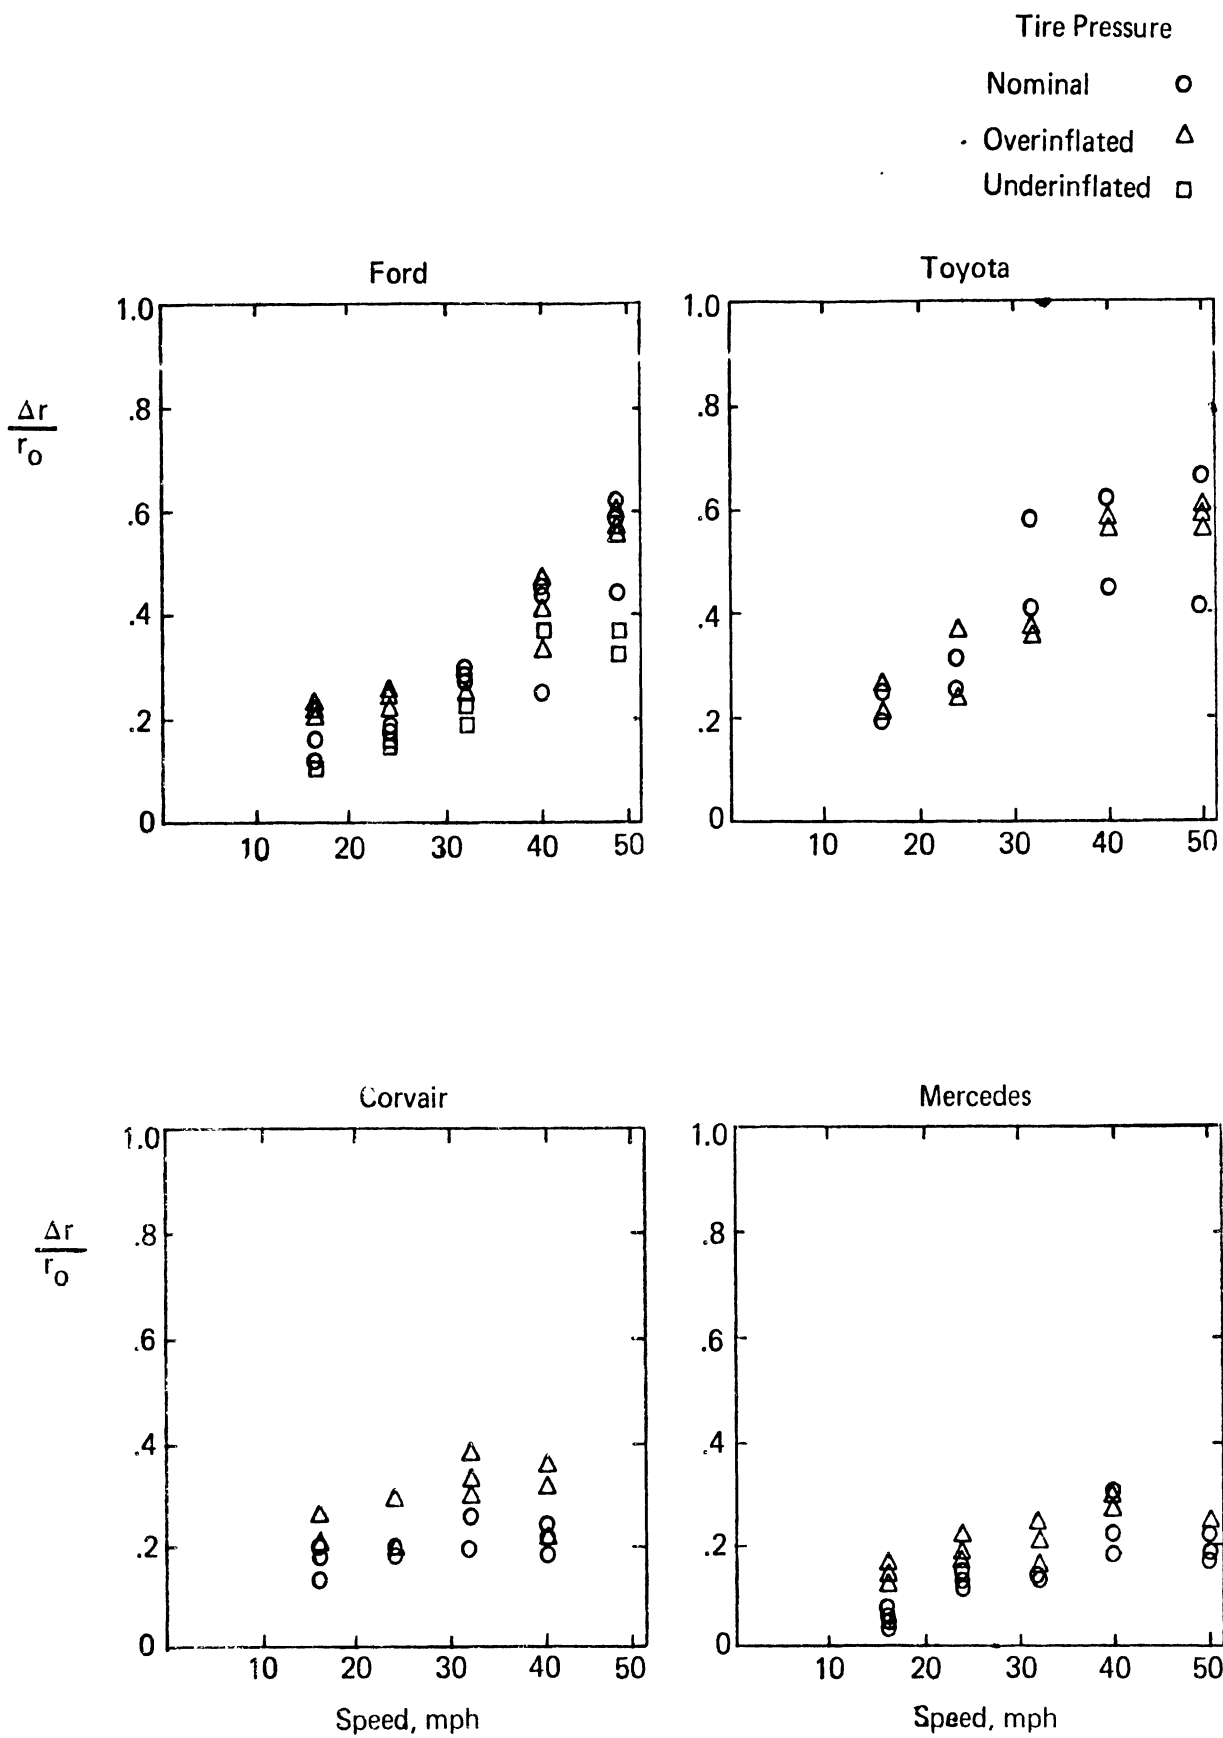 Tire Pressure
Nominal ○
Overinflated △
Underinflated □
Ford
1.0
.8
.6
.4
.2
0
10 20 30 40 50
Δr
r₀
Toyota
1.0
.8
.6
.4
.2
0
10 20 30 40 50
Corvair
1.0
.8
.6
.4
.2
0
10 20 30 40 50
Speed, mph
Δr
r₀
Mercedes
1.0
.8
.6
.4
.2
0
10 20 30 40 50
Speed, mph